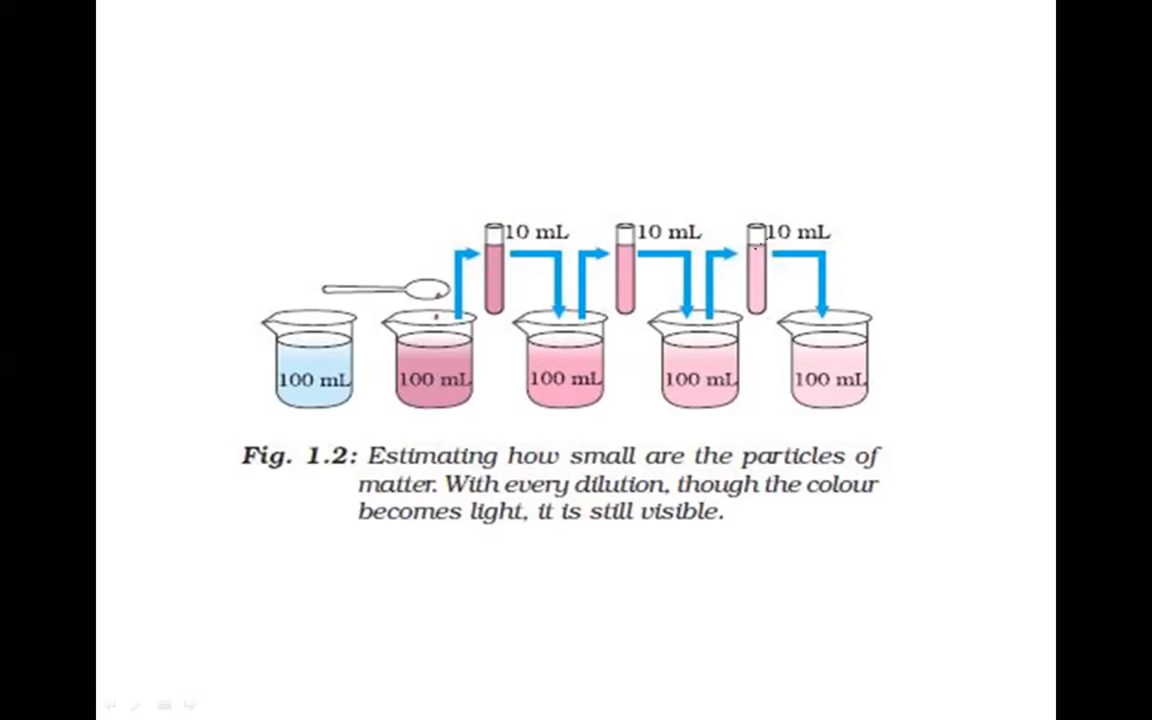 10 mL 10 mL 10 mL
100 mL 100 mL 100 mL 100 mL 100 mL
Fig. 1.2: Estimating how small are the particles of
matter. With every dilution, though the colour
becomes light, it is still visible.